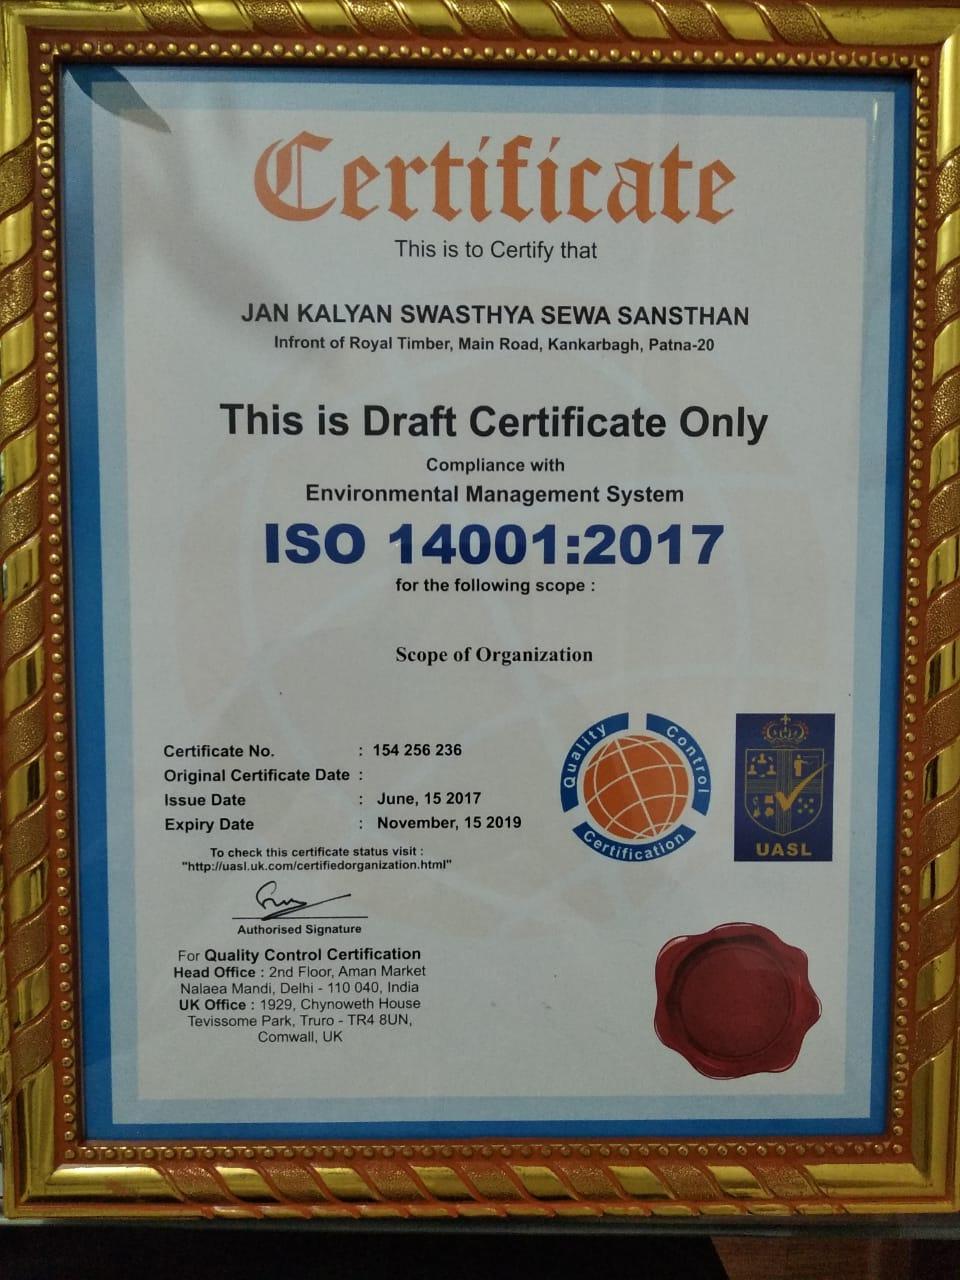 Certificate
This is to Certify that
JAN KALYAN SWASTHYA SEWA SANSTHAN
Infront of Royal Timber, Main Road, Kankarbagh, Patna-20
This is Draft Certificate Only
Compliance with
Environmental Management System
ISO 14001:2017
for the following scope :
Scope of Organization
Certificate No. : 154 256 236
Original Certificate Date :
Issue Date : June, 15 2017
Expiry Date : November, 15 2019
To check this certificate status visit :
"http://uasl.uk.com/certifiedorganization.html"
Authorised Signature
For Quality Control Certification
Head Office : 2nd Floor, Aman Market
Nalaea Mandi, Delhi - 110 040, India
UK Office : 1929, Chynoweth House
Tevissome Park, Truro - TR4 8UN,
Comwall, UK
Quality Control
Certification
UASL